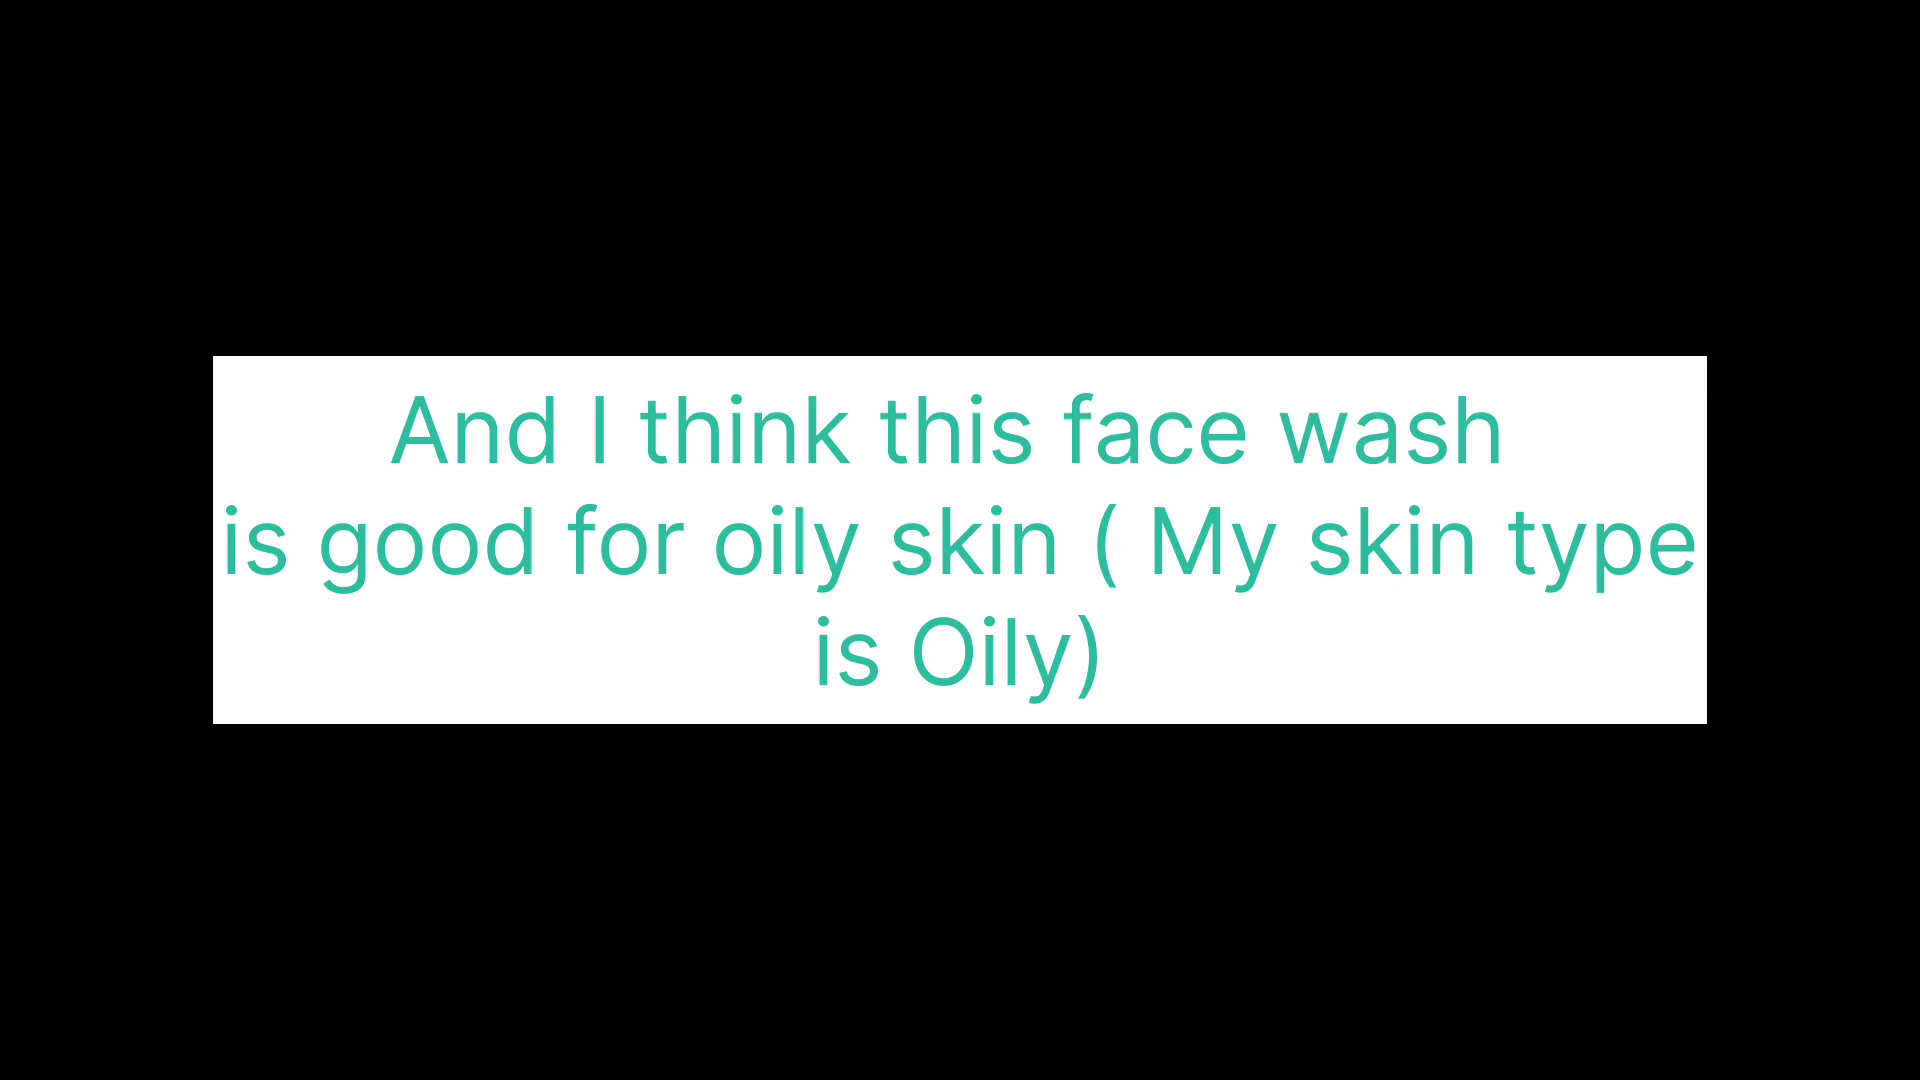 And I think this face wash
is good for oily skin ( My skin type
is Oily)